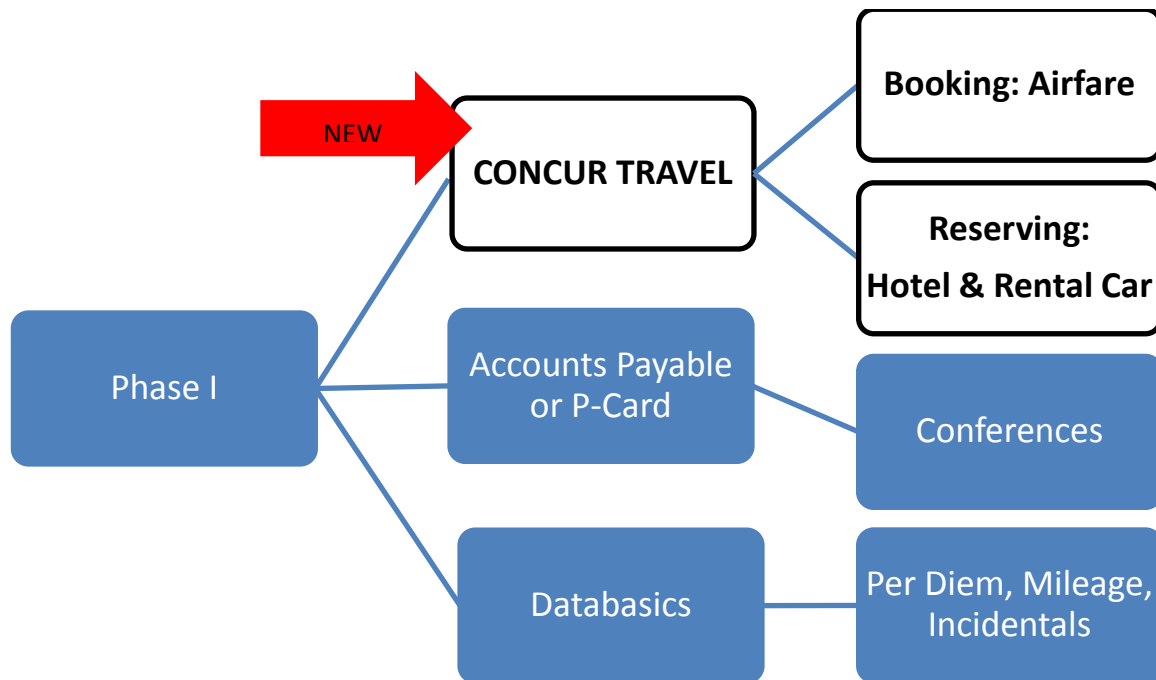 Booking: Airfare
NEW
CONCUR TRAVEL
Reserving:
Hotel & Rental Car
Phase I
Accounts Payable
or P-Card
Conferences
Databasics
Per Diem, Mileage,
Incidentals